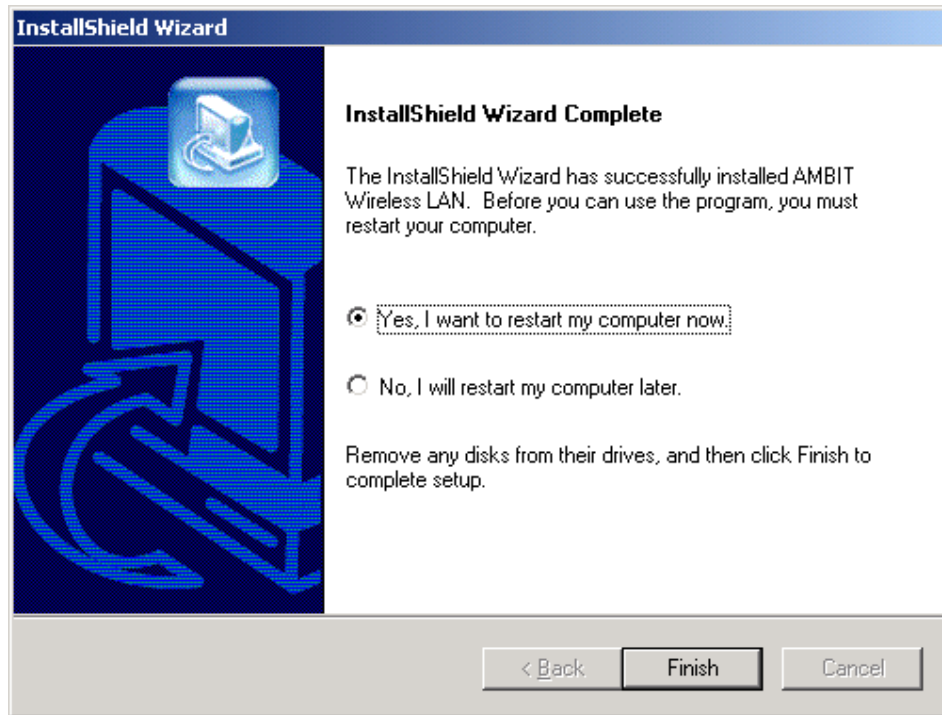 InstallShield Wizard
InstallShield Wizard Complete
The InstallShield Wizard has successfully installed AMBIT
Wireless LAN.  Before you can use the program, you must
restart your computer.
Yes, I want to restart my computer now.
No, I will restart my computer later.
Remove any disks from their drives, and then click Finish to
complete setup.
< Back Finish Cancel